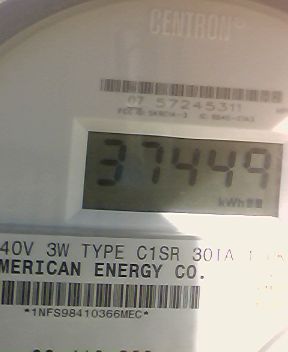 CENTRON
07 57245311
37449
kWh
40V 3W TYPE C1SR 30TA
MERICAN ENERGY CO.
*1NFS98410366MEC*